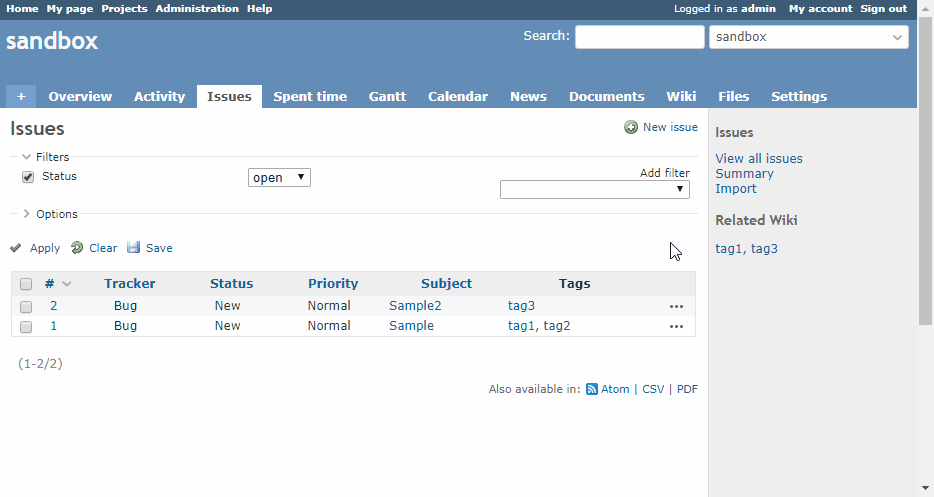 Home My page Projects Administration Help Logged in as admin My account Sign out
sandbox Search: sandbox
+ Overview Activity Issues Spent time Gantt Calendar News Documents Wiki Files Settings
Issues New issue
Filters
Status open Add filter
Options
Apply Clear Save
# Tracker Status Priority Subject Tags
2 Bug New Normal Sample2 tag3 •••
1 Bug New Normal Sample tag1, tag2 •••
(1-2/2)
Also available in: Atom | CSV | PDF
Issues
View all issues
Summary
Import
Related Wiki
tag1, tag3